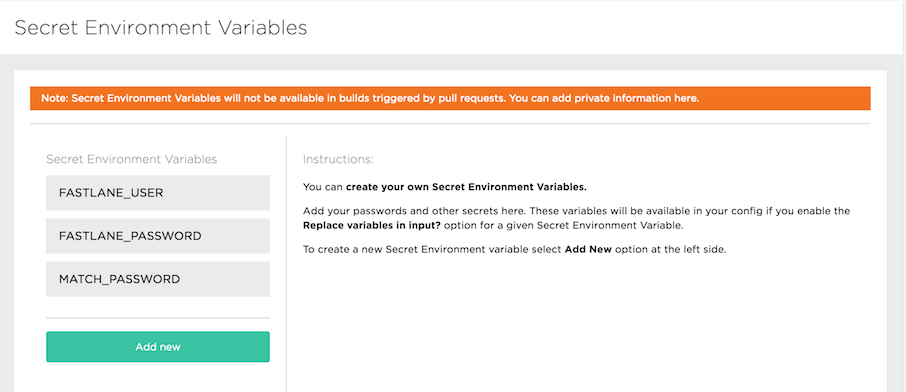 Secret Environment Variables
Note: Secret Environment Variables will not be available in builds triggered by pull requests. You can add private information here.
Secret Environment Variables
FASTLANE_USER
FASTLANE_PASSWORD
MATCH_PASSWORD
Add new
Instructions:
You can create your own Secret Environment Variables.
Add your passwords and other secrets here. These variables will be available in your config if you enable the
Replace variables in input? option for a given Secret Environment Variable.
To create a new Secret Environment variable select Add New option at the left side.